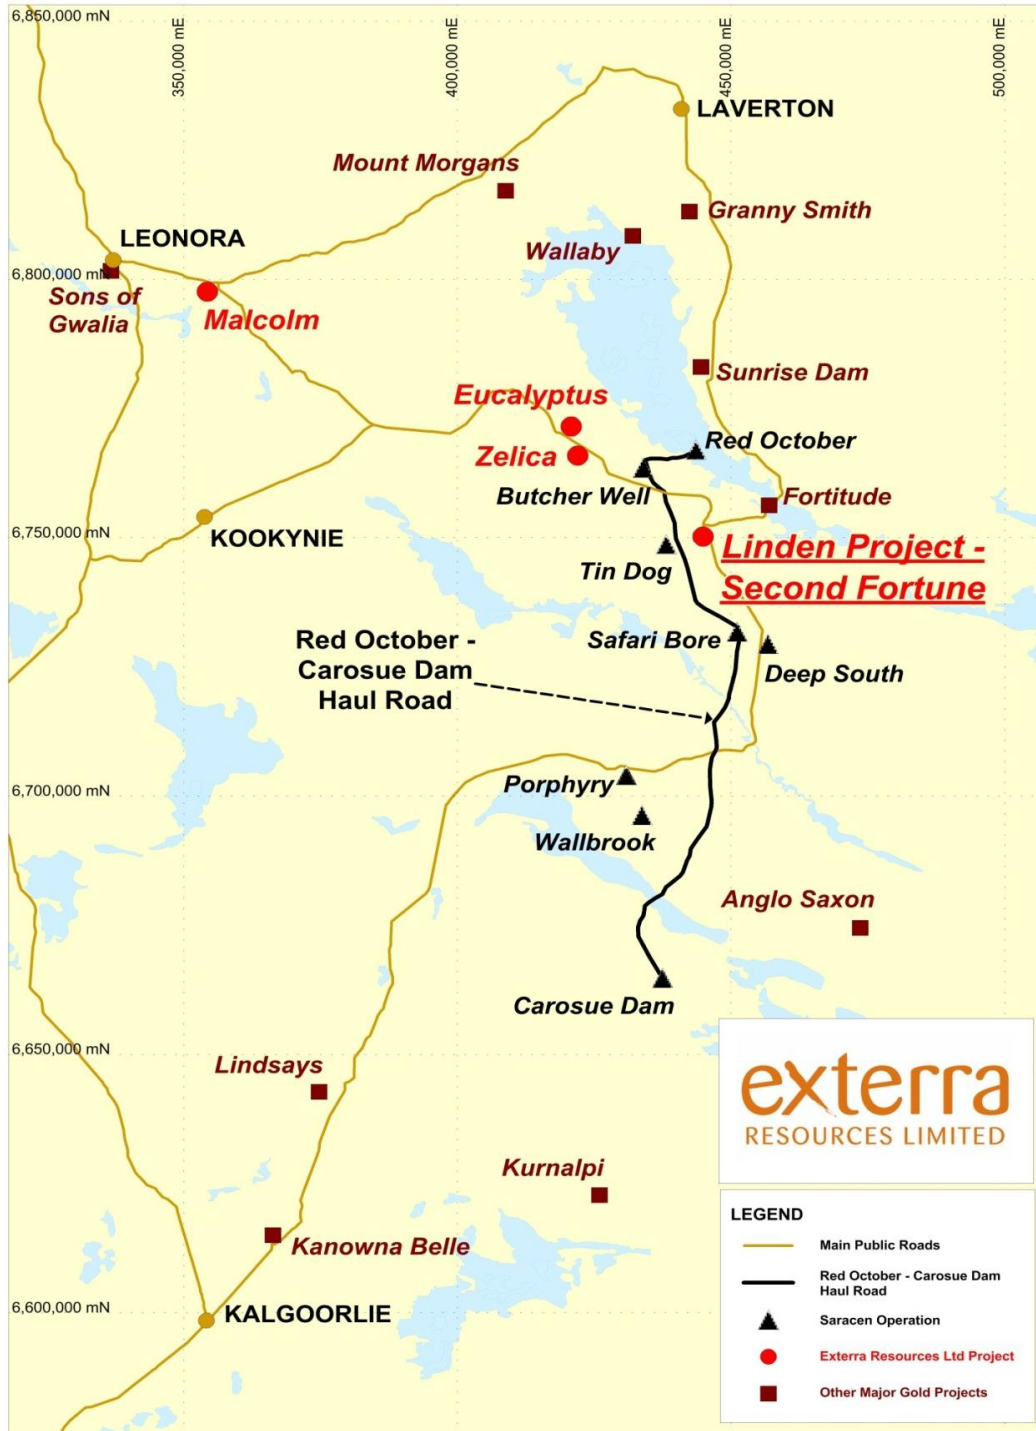 6,850,000 mN
350,000 mE
400,000 mE
450,000 mE
500,000 mE
LAVERTON
Mount Morgans
Granny Smith
LEONORA
Wallaby
6,800,000 mN
Sons of
Gwalia
Malcolm
Sunrise Dam
Eucalyptus
Red October
Zelica
Butcher Well
Fortitude
6,750,000 mN
KOOKYNIE
Linden Project -
Second Fortune
Tin Dog
Safari Bore
Red October -
Carosue Dam
Haul Road
Deep South
Porphyry
6,700,000 mN
Wallbrook
Anglo Saxon
Carosue Dam
6,650,000 mN
Lindsays
exterra
RESOURCES LIMITED
Kurnalpi
Kanowna Belle
6,600,000 mN
KALGOORLIE
LEGEND
Main Public Roads
Red October - Carosue Dam
Haul Road
Saracen Operation
Exterra Resources Ltd Project
Other Major Gold Projects